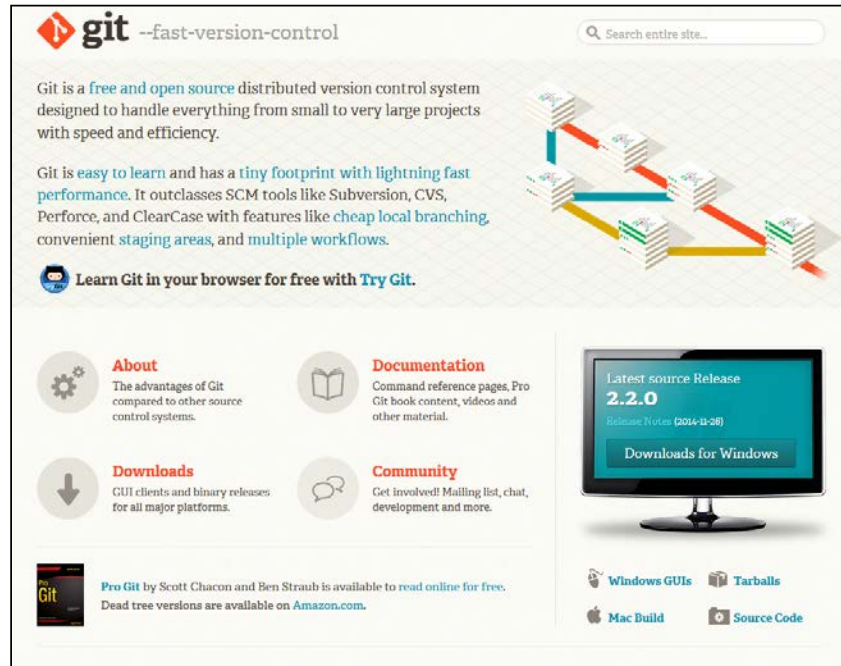 git --fast-version-control
Search entire site...
Git is a free and open source distributed version control system
designed to handle everything from small to very large projects
with speed and efficiency.
Git is easy to learn and has a tiny footprint with lightning fast
performance. It outclasses SCM tools like Subversion, CVS,
Perforce, and ClearCase with features like cheap local branching,
convenient staging areas, and multiple workflows.
Learn Git in your browser for free with Try Git.
About
The advantages of Git
compared to other source
control systems.
Documentation
Command reference pages, Pro
Git book content, videos and
other material.
Downloads
GUI clients and binary releases
for all major platforms.
Community
Get involved! Mailing list, chat,
development and more.
Latest source Release
2.2.0
Release Notes (2014-11-26)
Downloads for Windows
Pro
Git
Pro Git by Scott Chacon and Ben Straub is available to read online for free.
Dead tree versions are available on Amazon.com.
Windows GUIs
Tarballs
Mac Build
Source Code